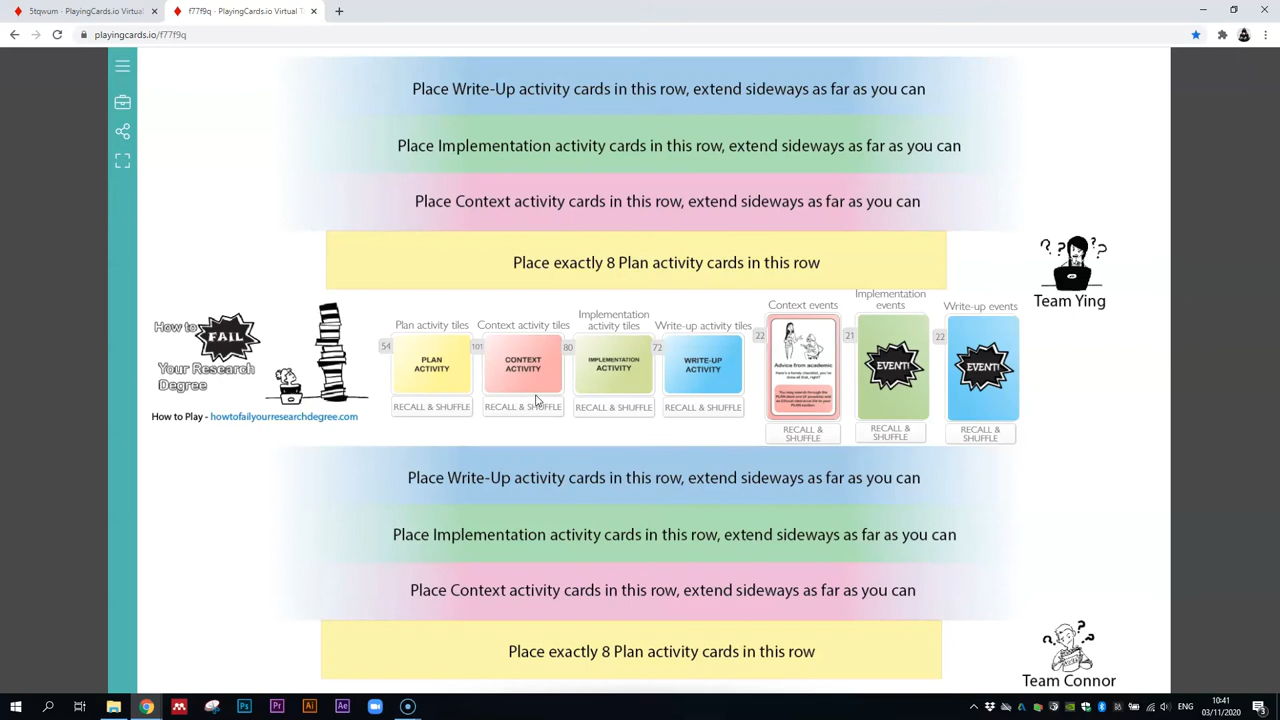 5tqwum - PlayingCards.io Virtual
f77f9q - PlayingCards.io Virtual T
playingcards.io/f77f9q
Place Write-Up activity cards in this row, extend sideways as far as you can
Place Implementation activity cards in this row, extend sideways as far as you can
Place Context activity cards in this row, extend sideways as far as you can
Place exactly 8 Plan activity cards in this row
Team Ying
How to
FAIL
Your Research
Degree
How to Play - howtofailyourresearchdegree.com
Plan activity tiles
54
PLAN
ACTIVITY
RECALL & SHUFFLE
Context activity tiles
101
CONTEXT
ACTIVITY
RECALL & SHUFFLE
Implementation
activity tiles
80
IMPLEMENTATION
ACTIVITY
RECALL & SHUFFLE
Write-up activity tiles
72
WRITE-UP
ACTIVITY
RECALL & SHUFFLE
Context events
22
Advice from academic
RECALL &
SHUFFLE
Implementation
events
21
EVENT!
RECALL &
SHUFFLE
Write-up events
22
EVENT!
RECALL &
SHUFFLE
Place Write-Up activity cards in this row, extend sideways as far as you can
Place Implementation activity cards in this row, extend sideways as far as you can
Place Context activity cards in this row, extend sideways as far as you can
Place exactly 8 Plan activity cards in this row
Team Connor
Ps
Pr
Ai
Ae
ENG
10:41
03/11/2020